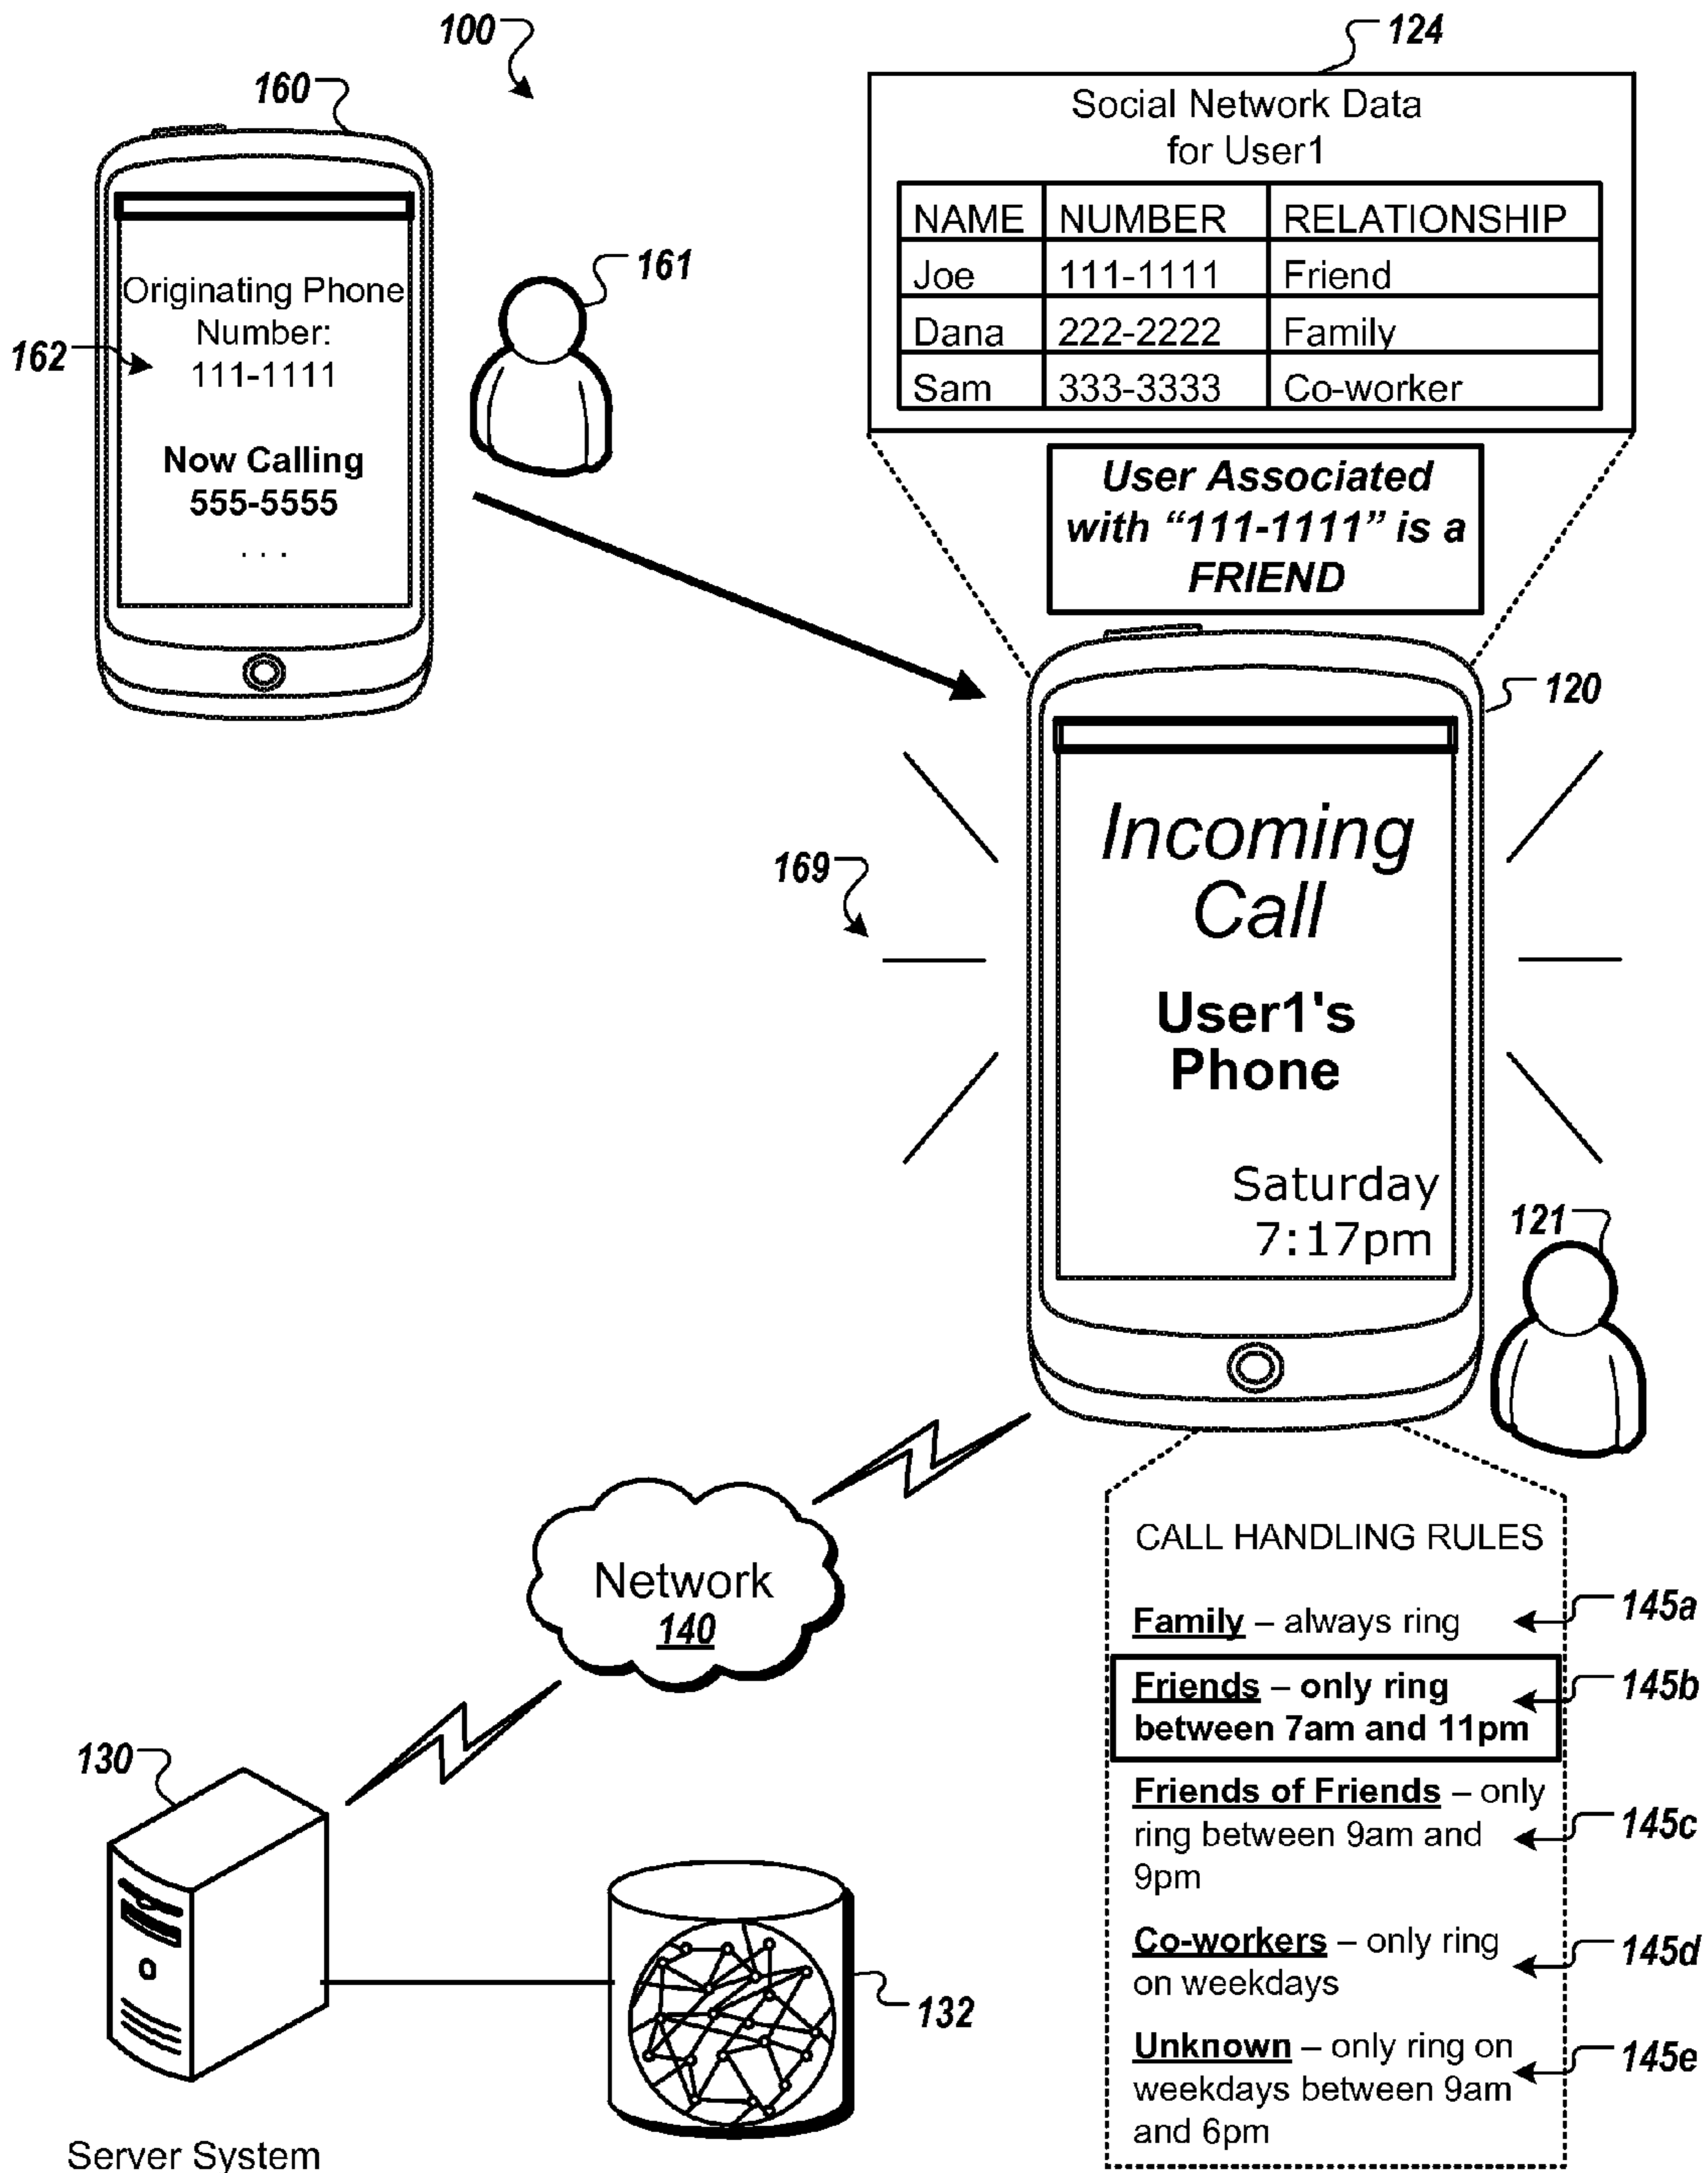 100
160
Originating Phone
Number:
111-1111
Now Calling
555-5555
. . .
162
161
124
Social Network Data
for User1
NAME NUMBER RELATIONSHIP
Joe 111-1111 Friend
Dana 222-2222 Family
Sam 333-3333 Co-worker
User Associated
with “111-1111” is a
FRIEND
120
169
Incoming
Call
User1's
Phone
Saturday
7:17pm
121
Network
140
130
132
Server System
CALL HANDLING RULES
Family – always ring
145a
Friends – only ring
between 7am and 11pm
145b
Friends of Friends – only
ring between 9am and
9pm
145c
Co-workers – only ring
on weekdays
145d
Unknown – only ring on
weekdays between 9am
and 6pm
145e